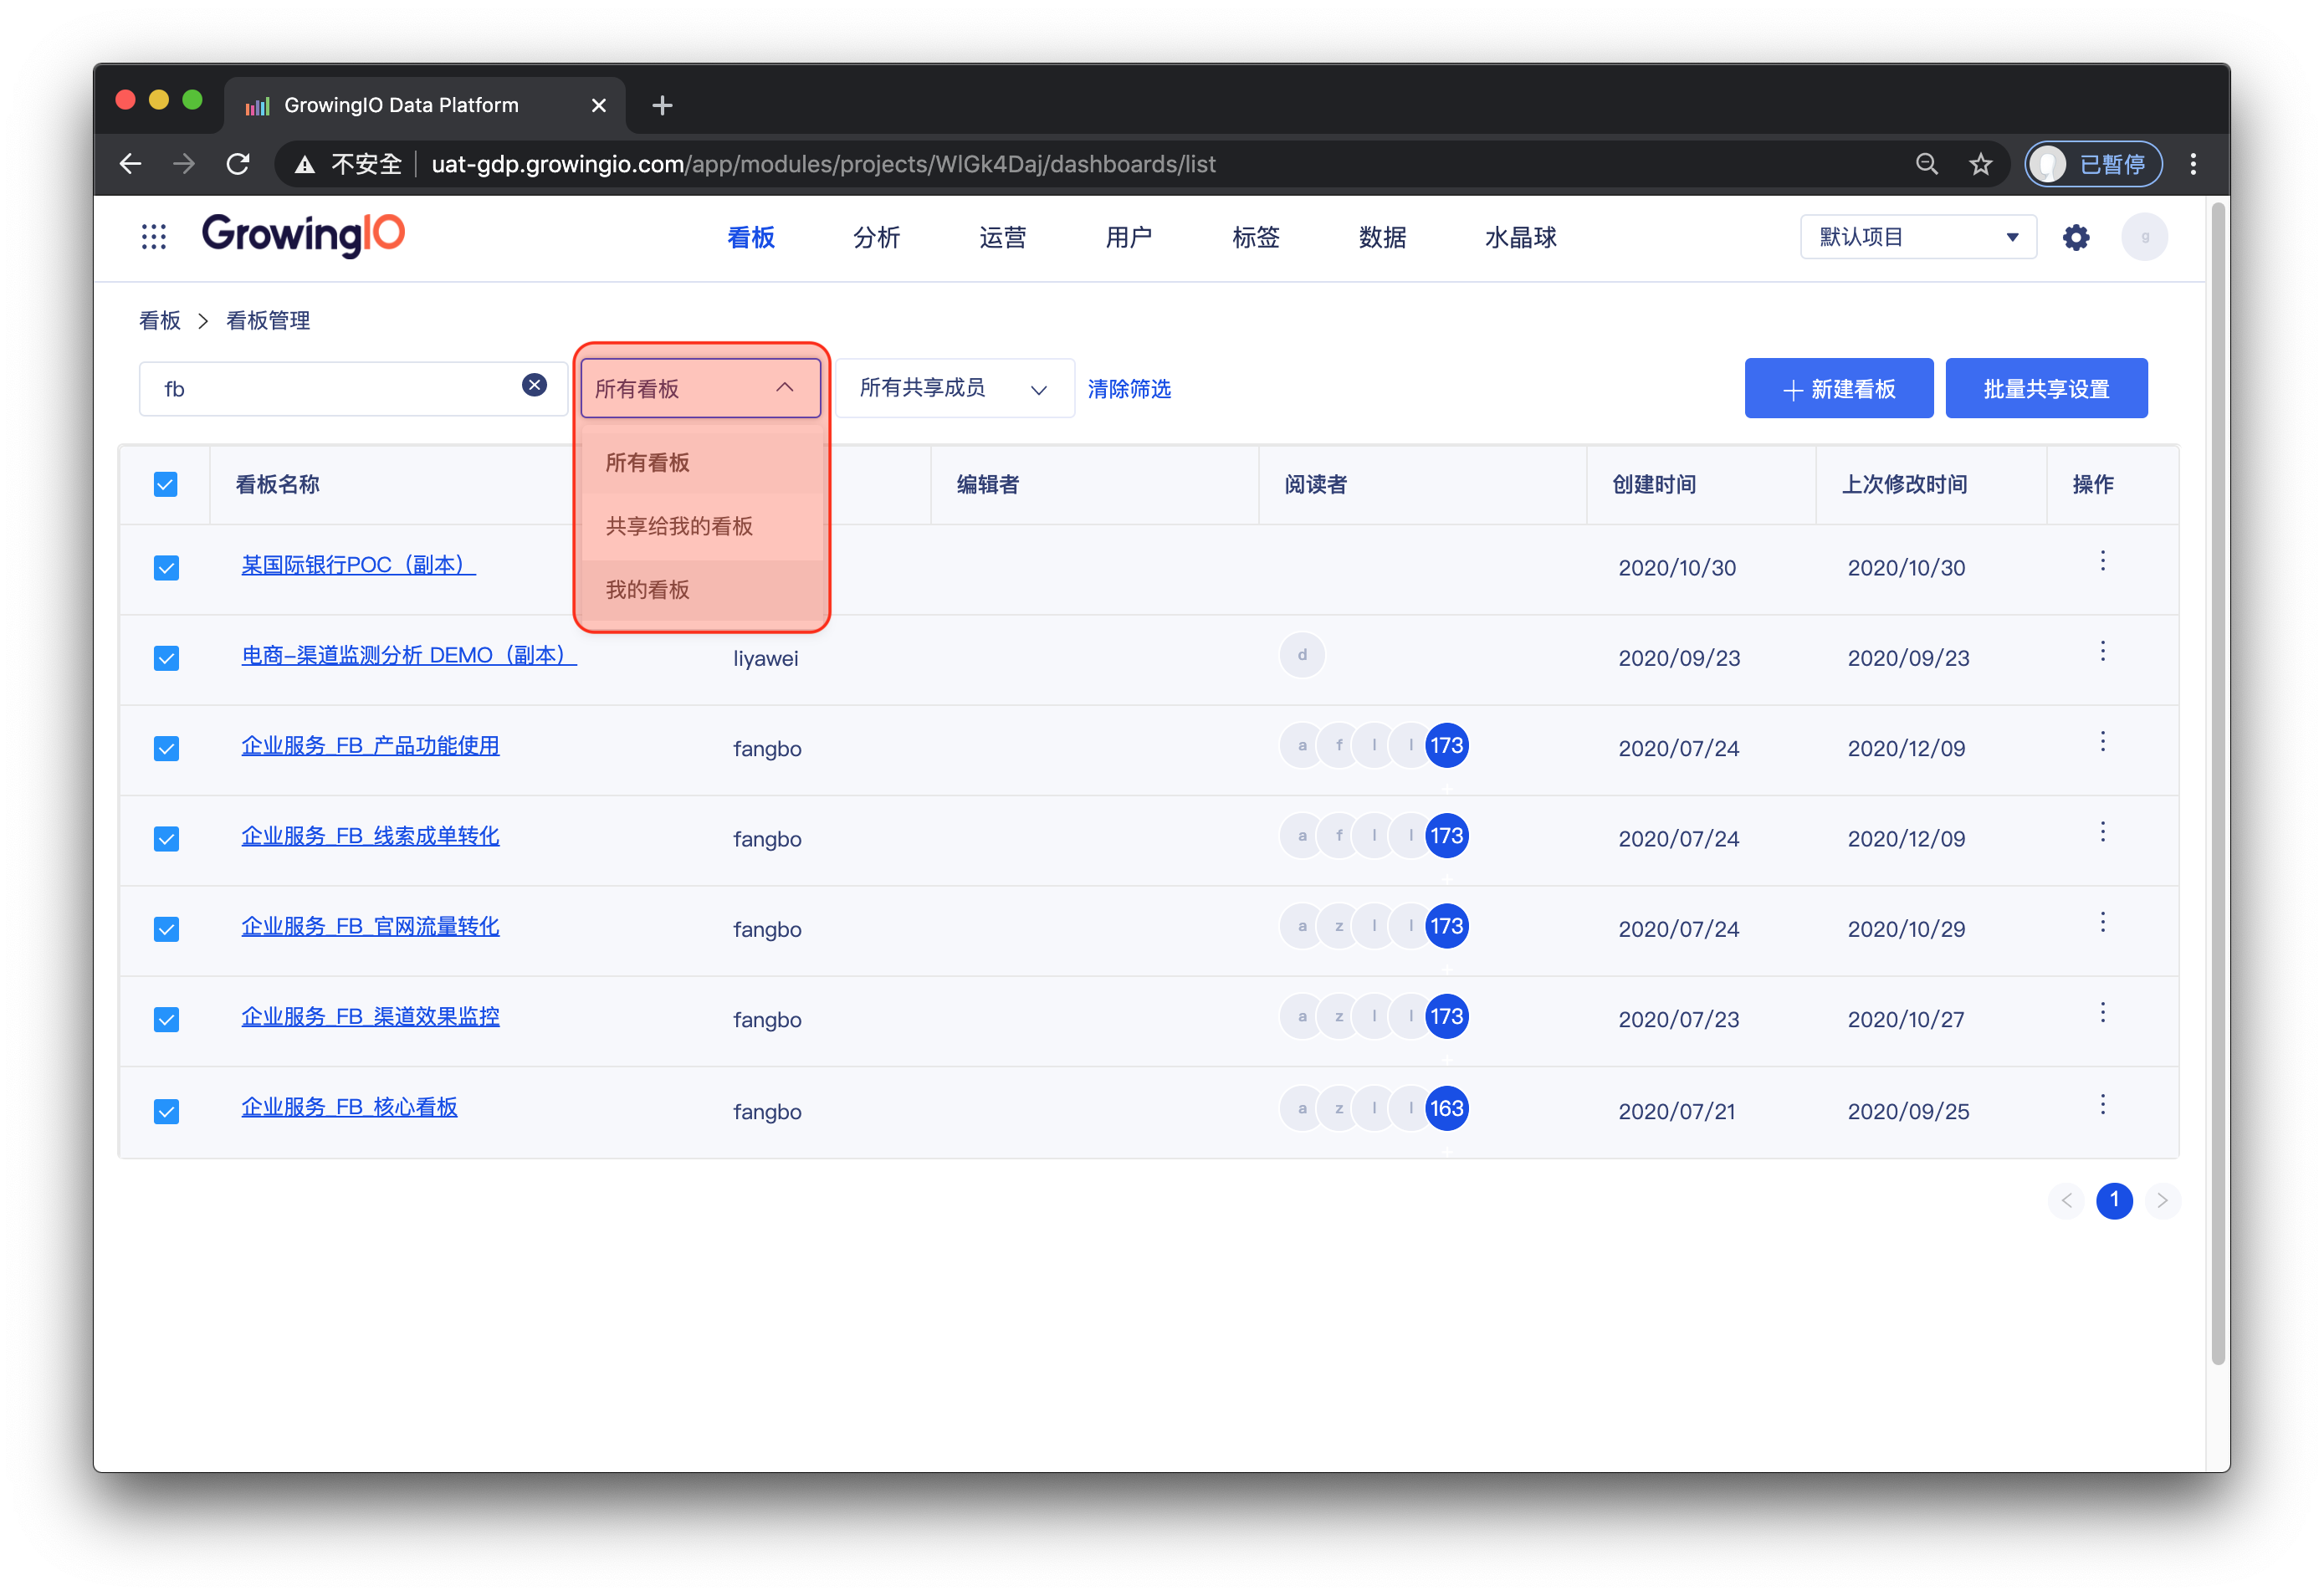 GrowingIO Data Platform
不安全 uat-gdp.growingio.com/app/modules/projects/WlGk4Daj/dashboards/list 已暂停
GrowingIO 看板 分析 运营 用户 标签 数据 水晶球 默认项目 g
看板 > 看板管理
fb 所有看板 所有共享成员 清除筛选 + 新建看板 批量共享设置
所有看板
共享给我的看板
我的看板
看板名称 编辑者 阅读者 创建时间 上次修改时间 操作
某国际银行POC（副本） 2020/10/30 2020/10/30
电商-渠道监测分析 DEMO（副本） liyawei d 2020/09/23 2020/09/23
企业服务_FB_产品功能使用 fangbo a f l l 173 + 2020/07/24 2020/12/09
企业服务_FB_线索成单转化 fangbo a f l l 173 + 2020/07/24 2020/12/09
企业服务_FB_官网流量转化 fangbo a z l l 173 + 2020/07/24 2020/10/29
企业服务_FB_渠道效果监控 fangbo a z l l 173 + 2020/07/23 2020/10/27
企业服务_FB_核心看板 fangbo a z l l 163 + 2020/07/21 2020/09/25
< 1 >